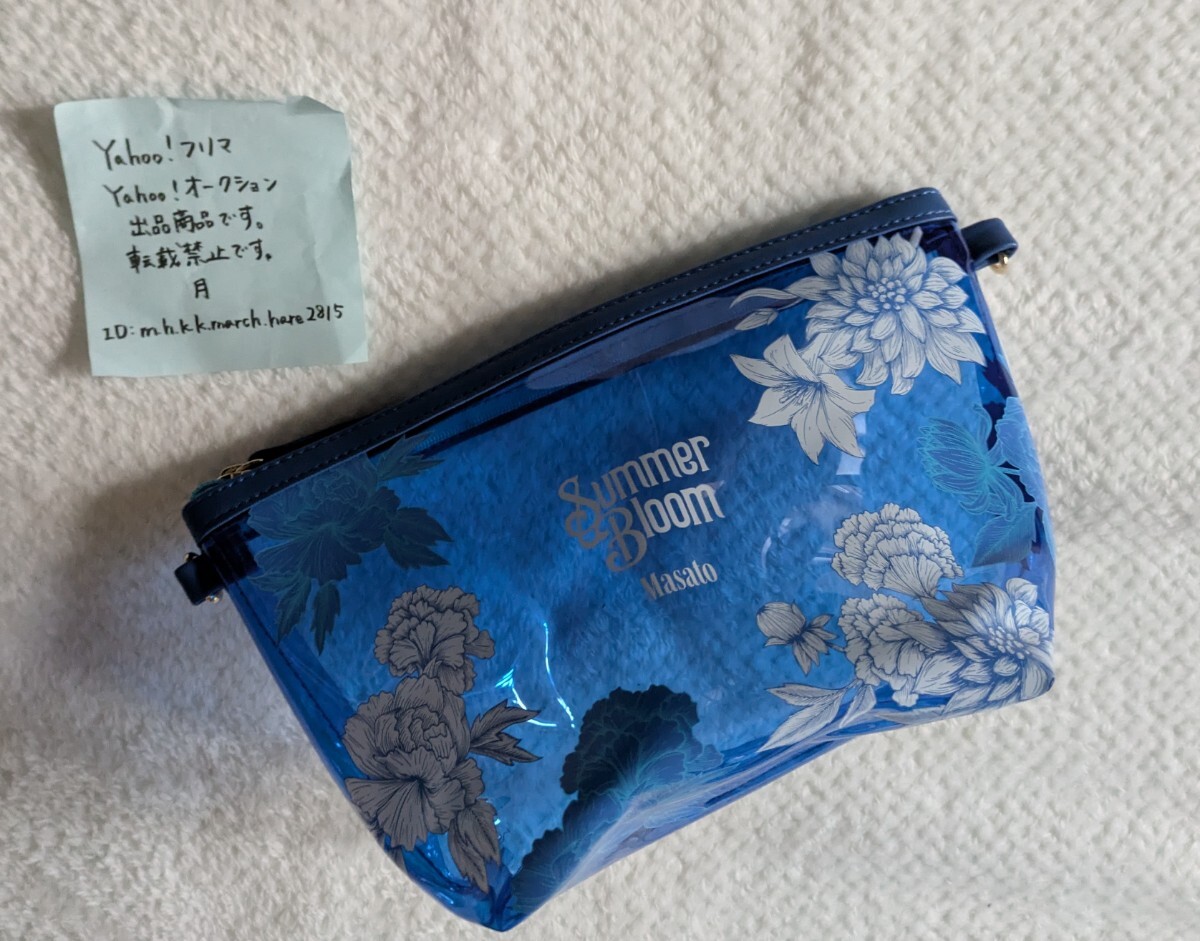 Yahoo!フリマ
Yahoo!オークション
出品商品です。
転載禁止です。
月
ID:m.h.k.k.march.hare2815
Summer
Bloom
Masato